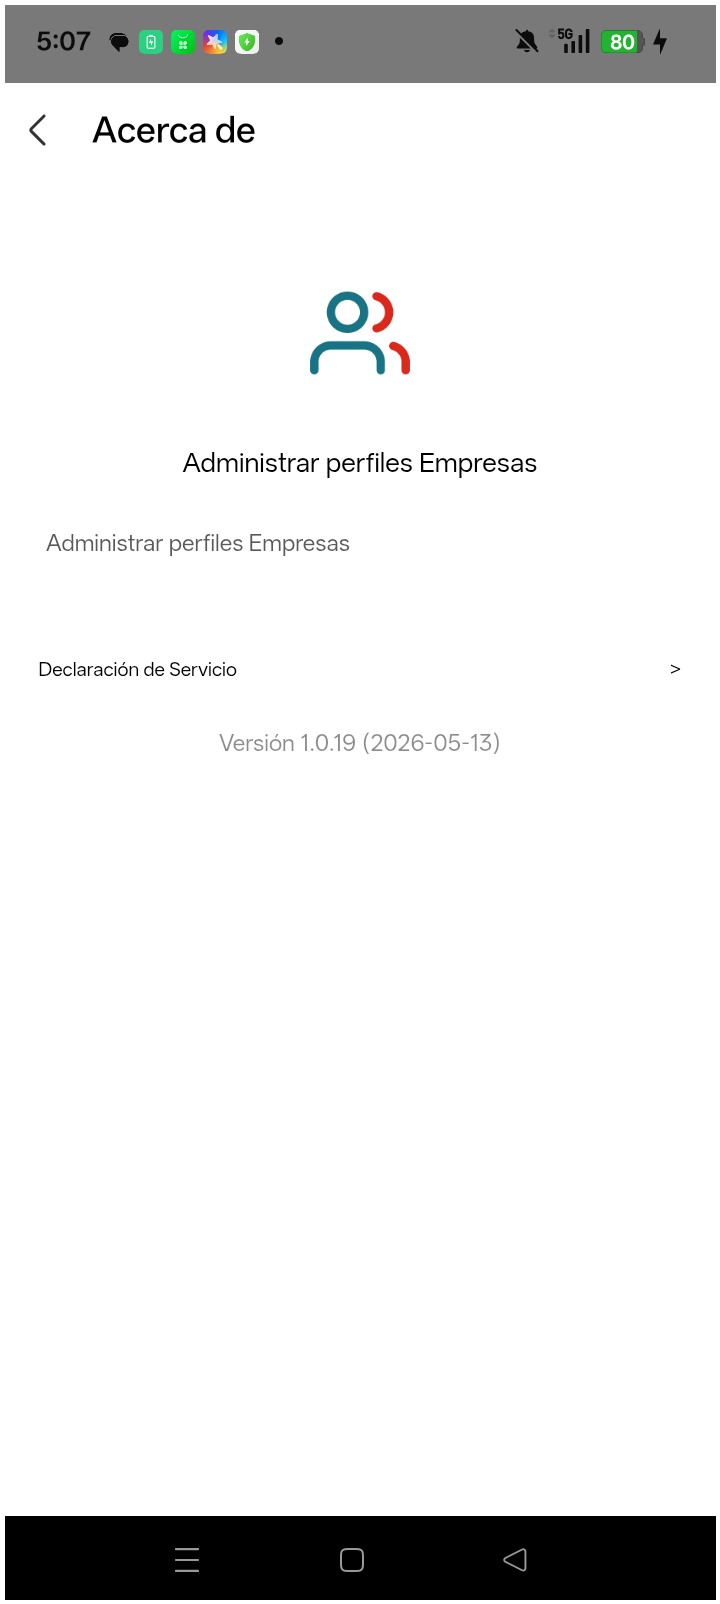 5:07
5G
80
Acerca de
Administrar perfiles Empresas
Administrar perfiles Empresas
Declaración de Servicio >
Versión 1.0.19 (2026-05-13)